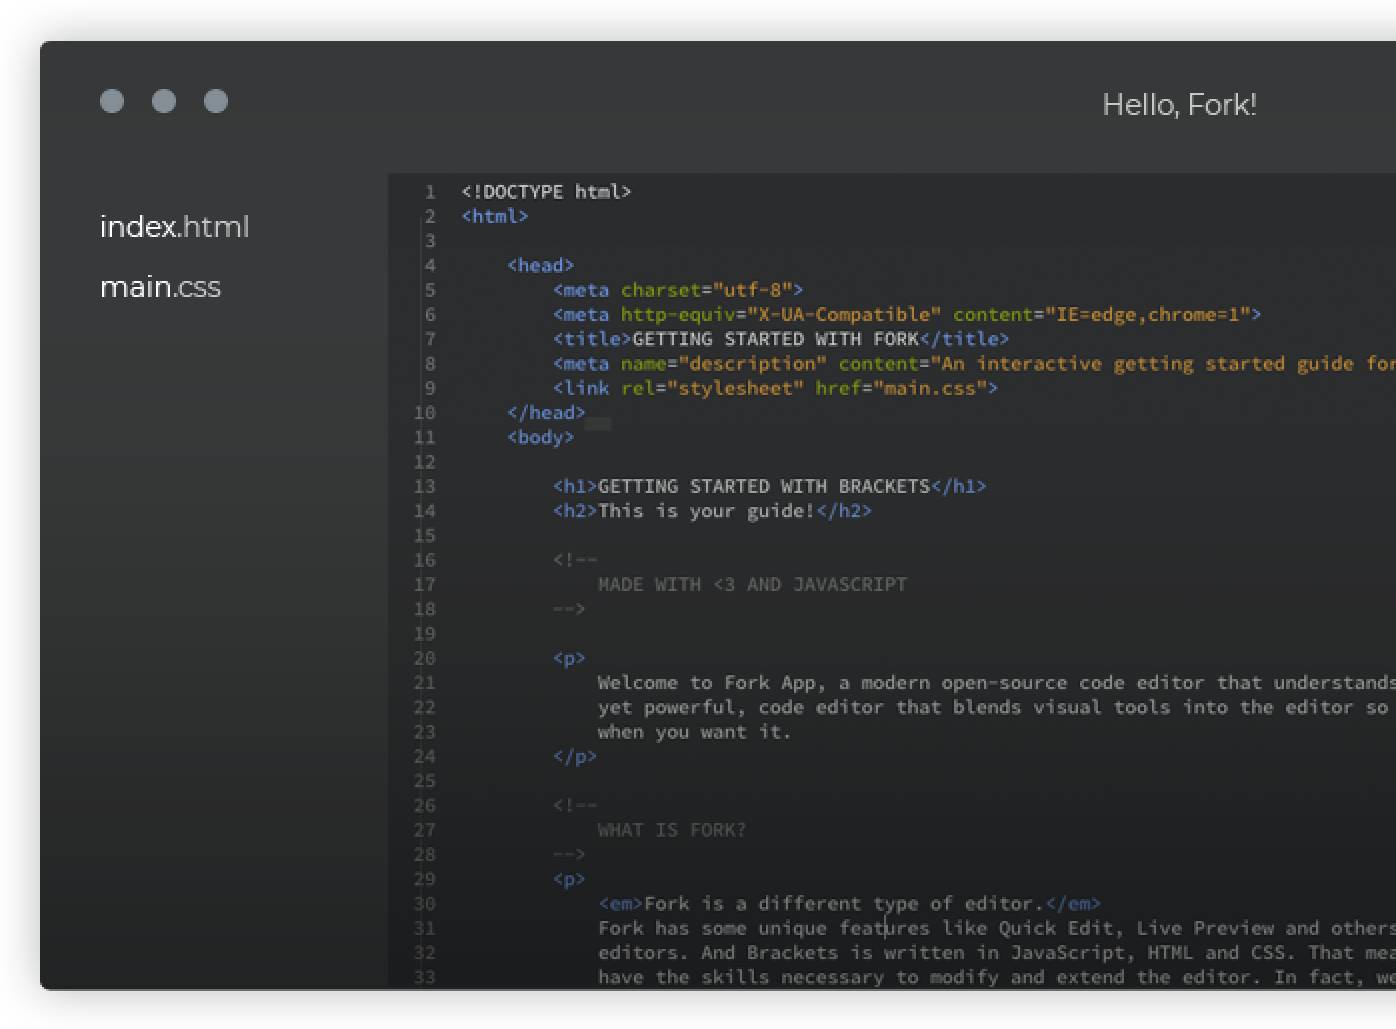 Hello, Fork!
index.html
main.css
1 <!DOCTYPE html>
2 <html>
3
4 <head>
5 <meta charset="utf-8">
6 <meta http-equiv="X-UA-Compatible" content="IE=edge,chrome=1">
7 <title>GETTING STARTED WITH FORK</title>
8 <meta name="description" content="An interactive getting started guide for
9 <link rel="stylesheet" href="main.css">
10 </head>
11 <body>
12
13 <h1>GETTING STARTED WITH BRACKETS</h1>
14 <h2>This is your guide!</h2>
15
16 <!--
17 MADE WITH <3 AND JAVASCRIPT
18 -->
19
20 <p>
21 Welcome to Fork App, a modern open-source code editor that understands
22 yet powerful, code editor that blends visual tools into the editor so
23 when you want it.
24 </p>
25
26 <!--
27 WHAT IS FORK?
28 -->
29 <p>
30 <em>Fork is a different type of editor.</em>
31 Fork has some unique features like Quick Edit, Live Preview and others
32 editors. And Brackets is written in JavaScript, HTML and CSS. That mea
33 have the skills necessary to modify and extend the editor. In fact, we